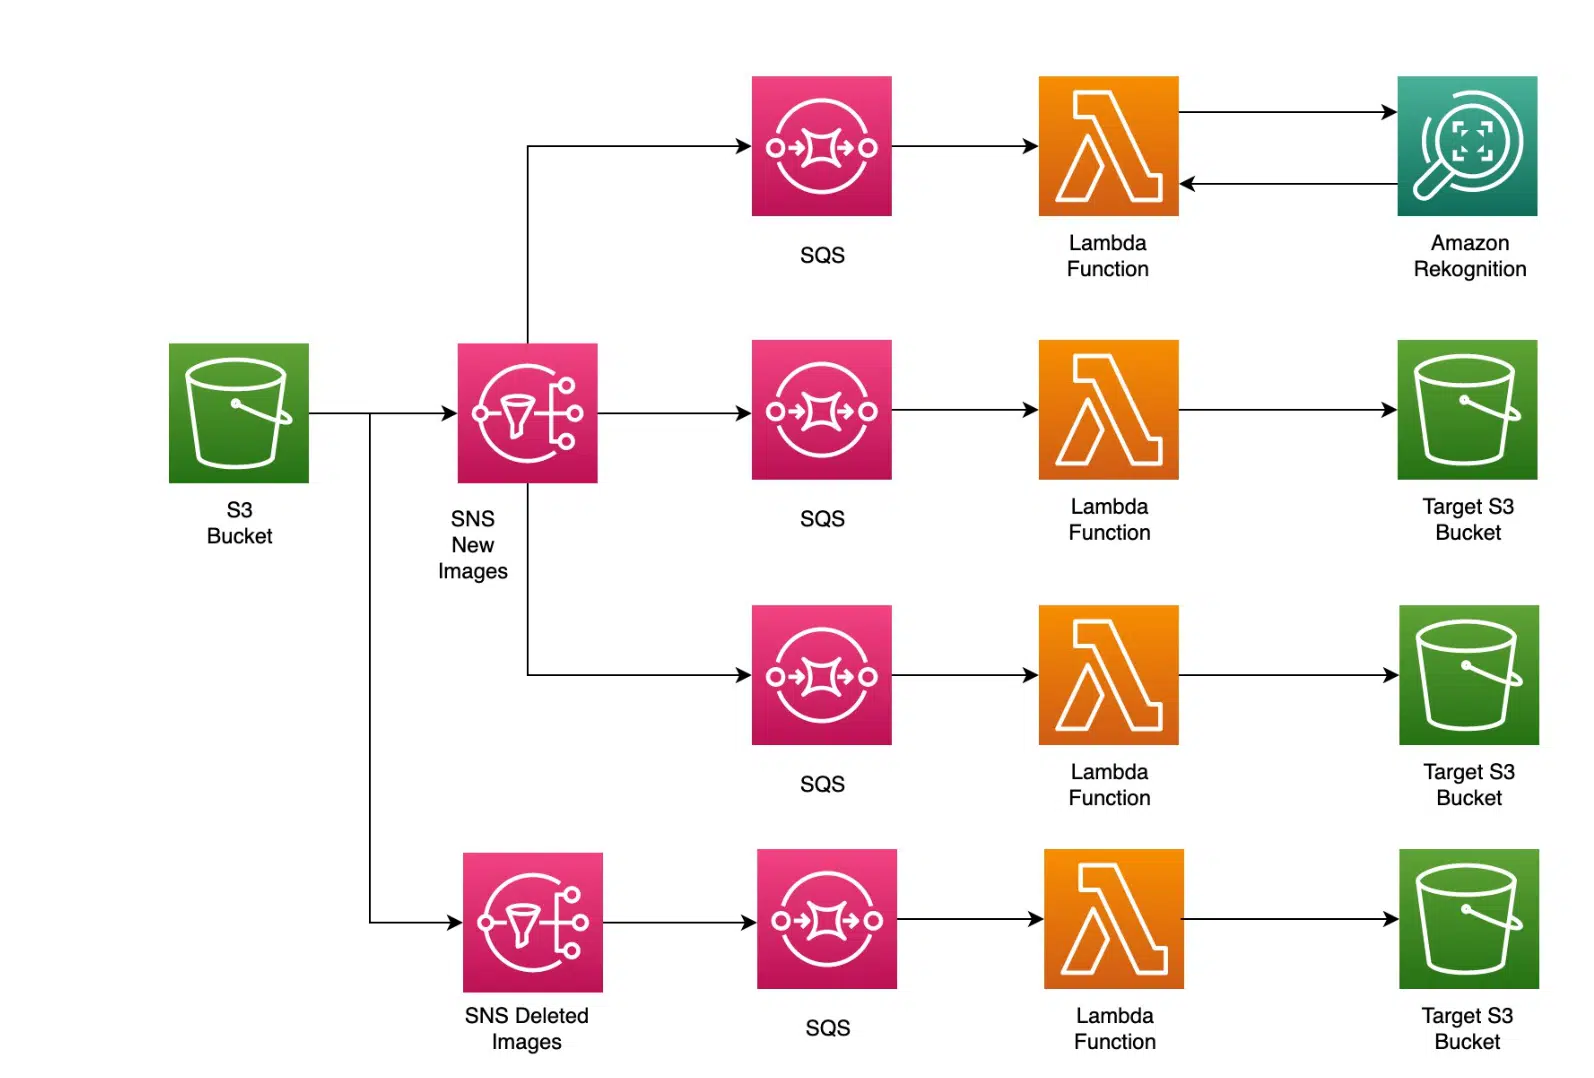 SQS
Lambda
Function
Amazon
Rekognition
S3
Bucket
SNS
New
Images
SQS
Lambda
Function
Target S3
Bucket
SQS
Lambda
Function
Target S3
Bucket
SNS Deleted
Images
SQS
Lambda
Function
Target S3
Bucket